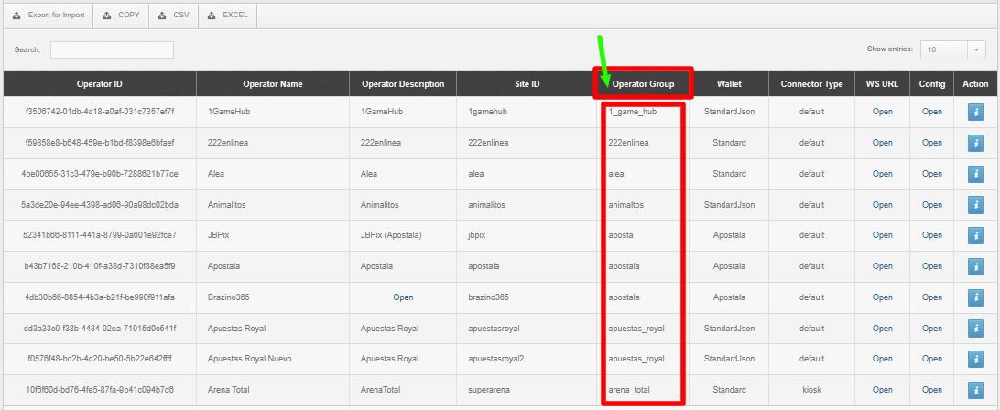 Export for Import COPY CSV EXCEL
Search: Show entries: 10
Operator ID Operator Name Operator Description Site ID Operator Group Wallet Connector Type WS URL Config Action
f3506742-01db-4d18-a0af-031c7357ef7f 1GameHub 1GameHub 1gamehub 1_game_hub StandardJson default Open Open i
f59858e8-b648-459e-b1bd-f8398e6bfaef 222enlinea 222enlinea 222enlinea 222enlinea Standard default Open Open i
4be00655-31c3-479e-b90b-7288621b77ce Alea Alea alea alea Standard default Open Open i
5a3de20e-94ee-4398-ad06-90a98dc02bda Animalitos Animalitos animalitos animaltos StandardJson default Open Open i
52341b66-8111-441a-8799-0a601e92fce7 JBPix JBPix (Apostala) jbpix aposta Apostala default Open Open i
b43b7168-210b-410f-a38d-7310f88ea5f9 Apostala Apostala apostala apostala Apostala default Open Open i
4db30b66-8854-4b3a-b21f-be990f911afa Brazino365 Open brazino365 apostala Apostala default Open Open i
dd3a33c9-f38b-4434-92ea-71015d0c541f Apuestas Royal Apuestas Royal apuestasroyal apuestas_royal StandardJson default Open Open i
f0576f48-bd2b-4d20-be50-5b22e642ffff Apuestas Royal Nuevo Apuestas Royal apuestasroyal2 apuestas_royal StandardJson default Open Open i
10f6f60d-bd76-4fe5-87fa-9b41c094b7d6 Arena Total ArenaTotal superarena arena_total Standard kiosk Open Open i